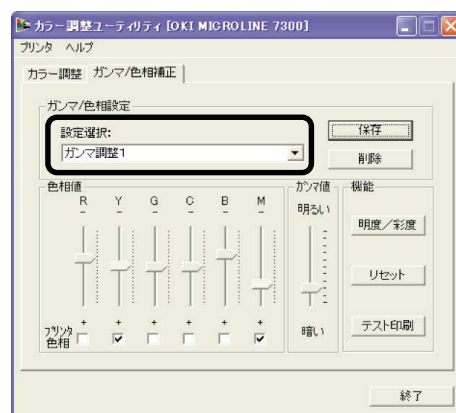 カラー調整ユーティリティ [OKI MICROLINE 7300]
プリンタ ヘルプ
カラー調整 ガンマ/色相補正
ガンマ/色相設定
設定選択:
ガンマ調整1
保存
削除
色相値
R Y G C B M
- - - - - -
+ + + + + +
プリンタ
色相
ガンマ値
明るい
暗い
機能
明度/彩度
リセット
テスト印刷
終了